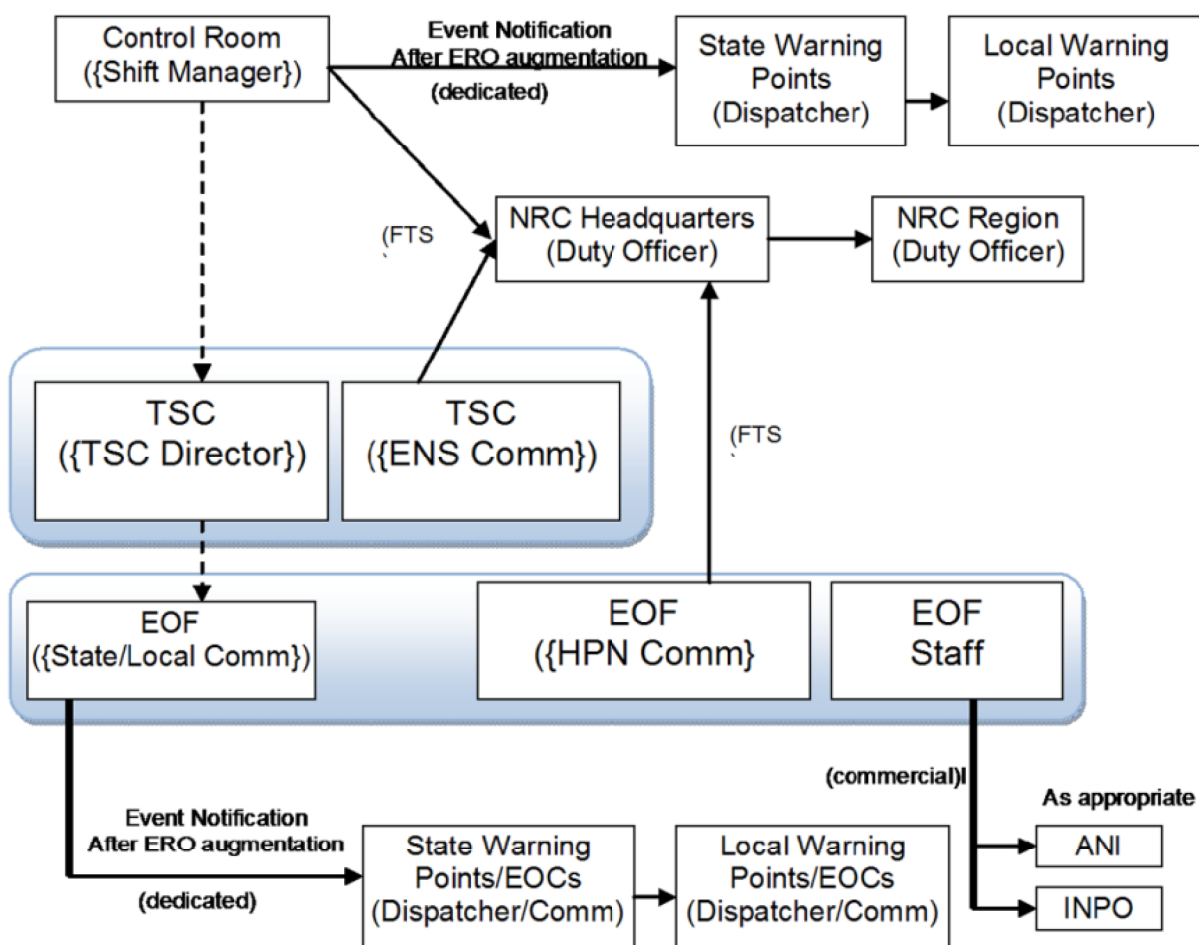 Control Room
({Shift Manager})
Event Notification
After ERO augmentation
(dedicated)
State Warning
Points
(Dispatcher)
Local Warning
Points
(Dispatcher)
(FTS
NRC Headquarters
(Duty Officer)
NRC Region
(Duty Officer)
TSC
({TSC Director})
TSC
({ENS Comm})
(FTS
EOF
({State/Local Comm})
EOF
({HPN Comm}
EOF
Staff
(commercial)l
As appropriate
Event Notification
After ERO augmentation
(dedicated)
State Warning
Points/EOCs
(Dispatcher/Comm)
Local Warning
Points/EOCs
(Dispatcher/Comm)
ANI
INPO